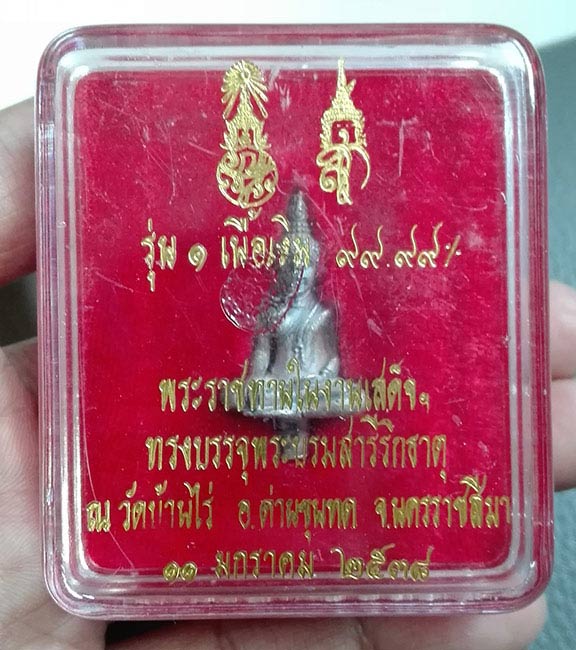 รุ่น ๑ เนื้อเงิน ๙๙.๙๙%
พระราชทานในงานเสด็จฯ
ทรงบรรจุพระบรมสารีริกธาตุ
ณ วัดบ้านไร่ อ.ด่านขุนทด จ.นครราชสีมา
๑๑ มกราคม ๒๕๓๘